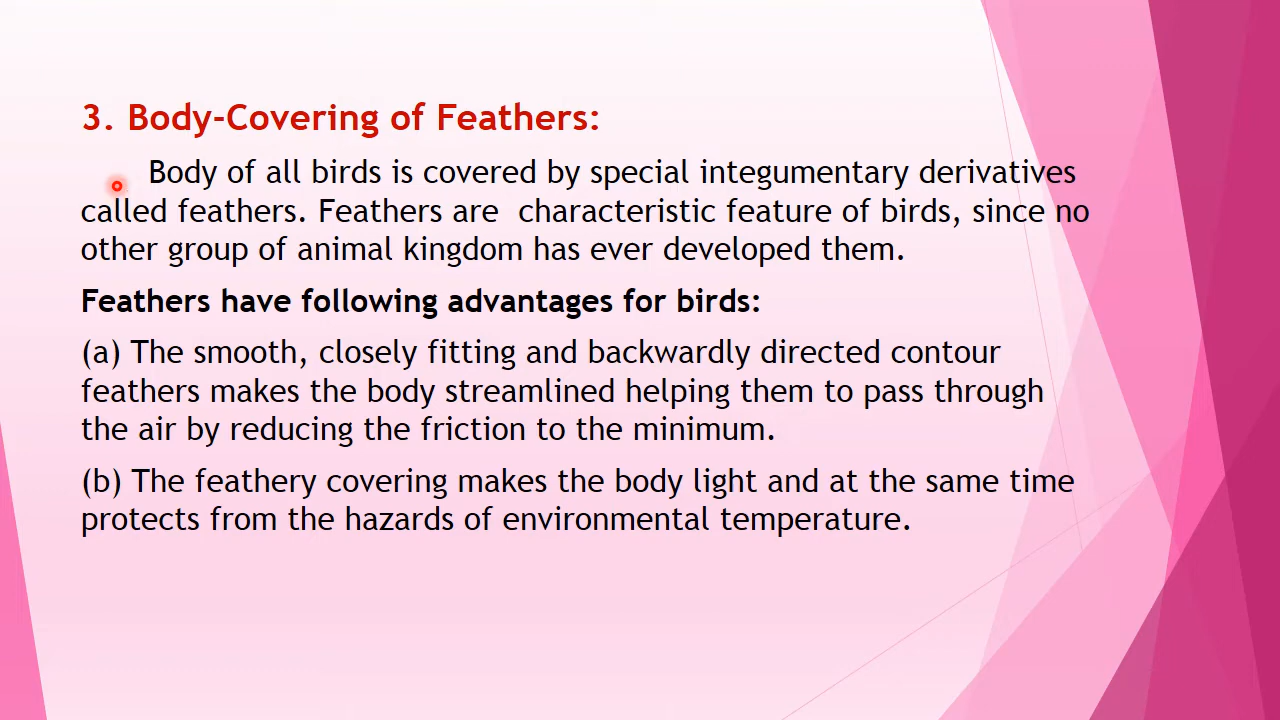 3. Body-Covering of Feathers:
Body of all birds is covered by special integumentary derivatives
called feathers. Feathers are  characteristic feature of birds, since no
other group of animal kingdom has ever developed them.
Feathers have following advantages for birds:
(a) The smooth, closely fitting and backwardly directed contour
feathers makes the body streamlined helping them to pass through
the air by reducing the friction to the minimum.
(b) The feathery covering makes the body light and at the same time
protects from the hazards of environmental temperature.